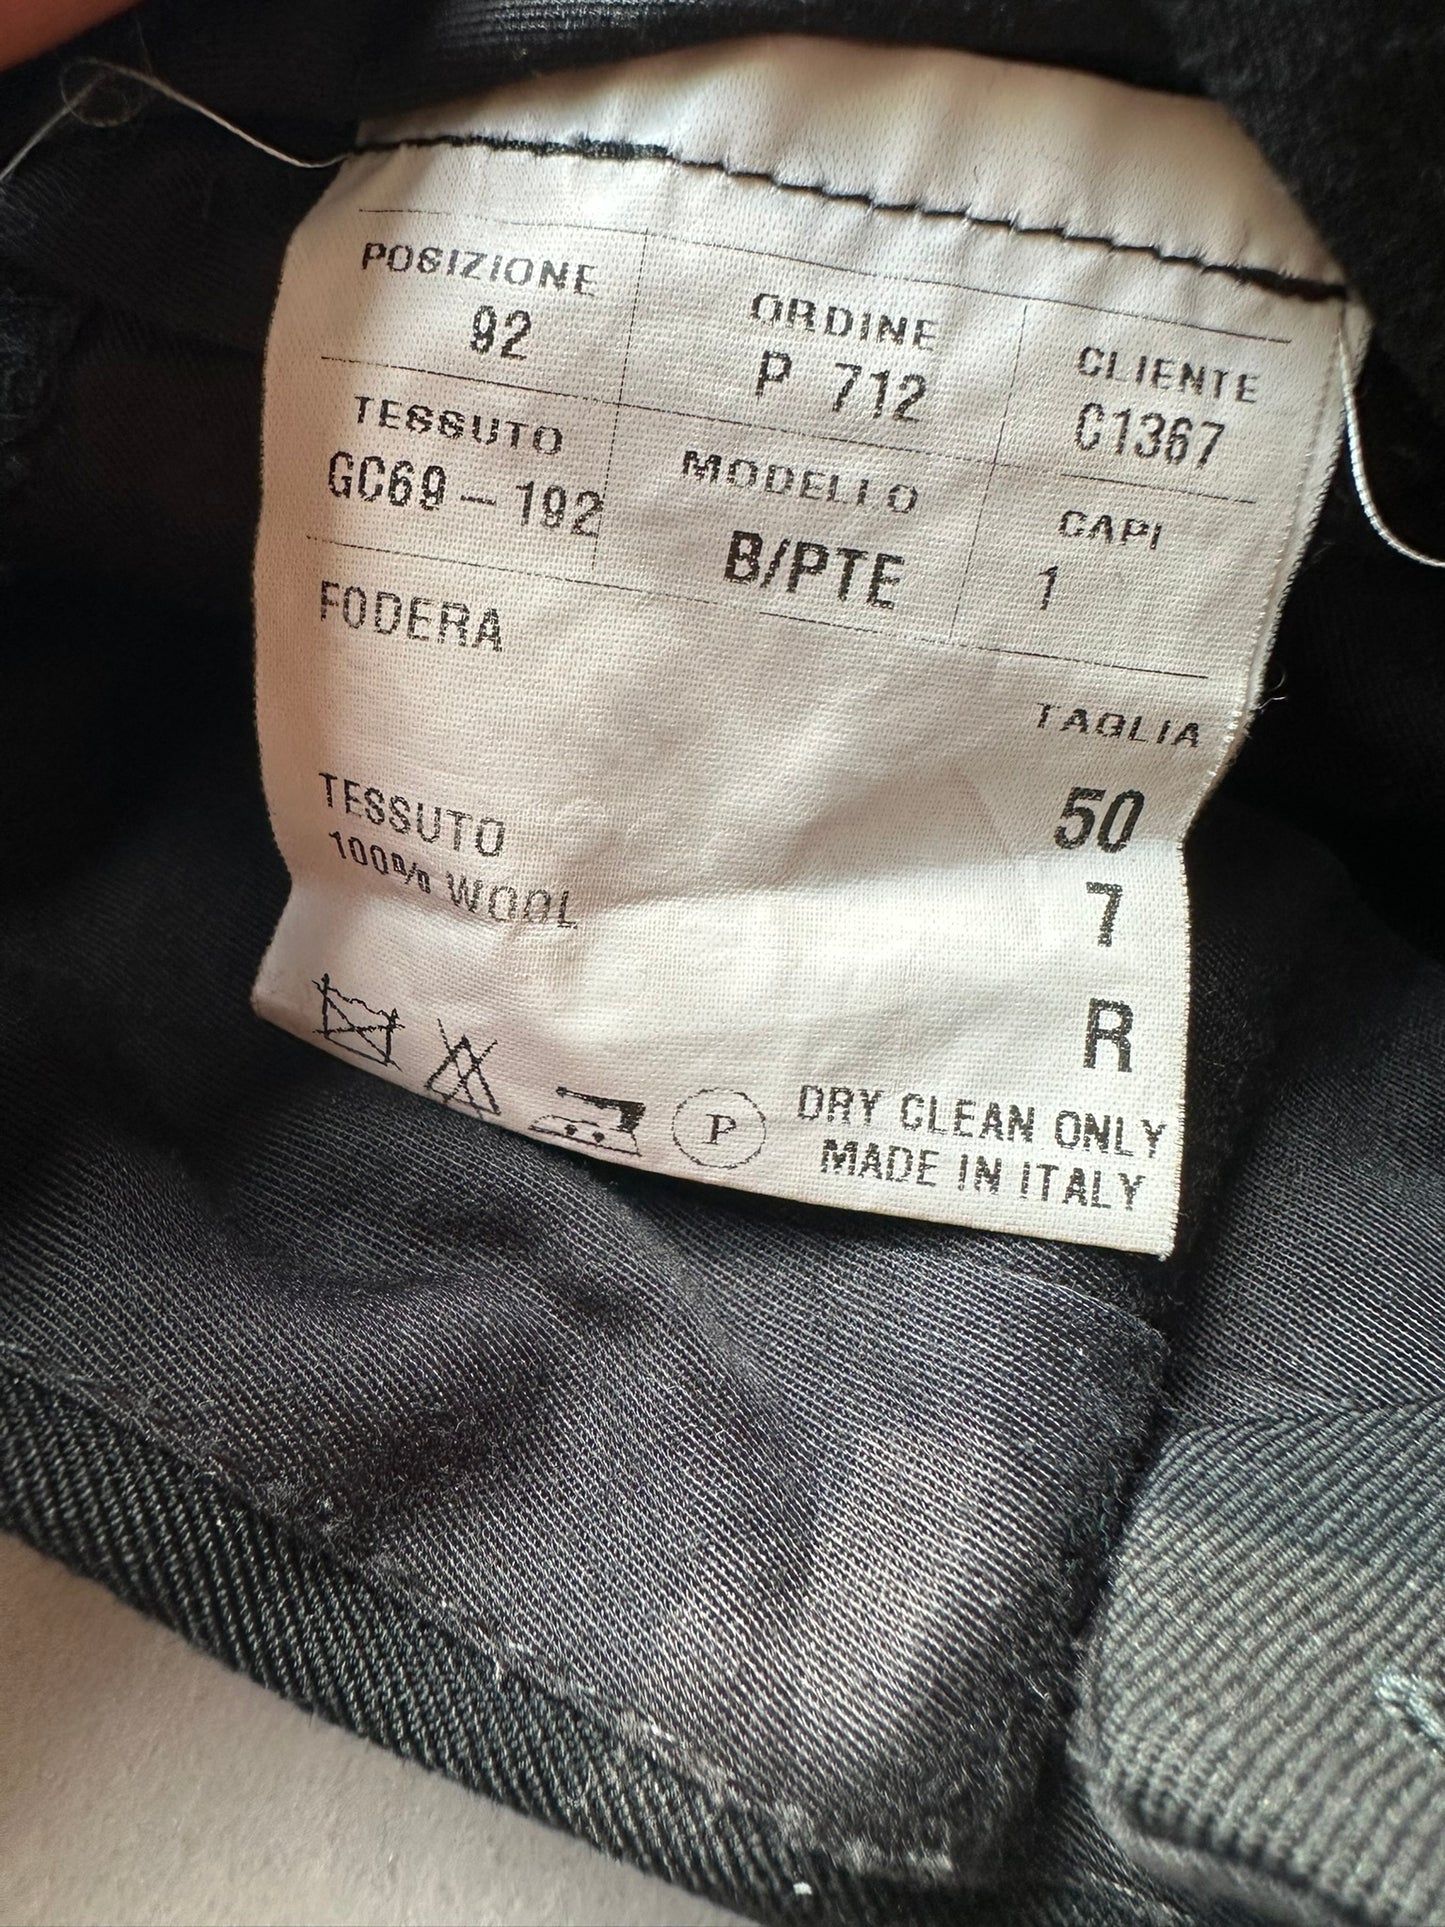 POSIZIONE ORDINE CLIENTE
92 P 712 C1367
TESSUTO MODELLO CAPI
GC69-192 B/PTE 1
FODERA
TAGLIA
50
TESSUTO
100% WOOL
7
R
P
DRY CLEAN ONLY
MADE IN ITALY